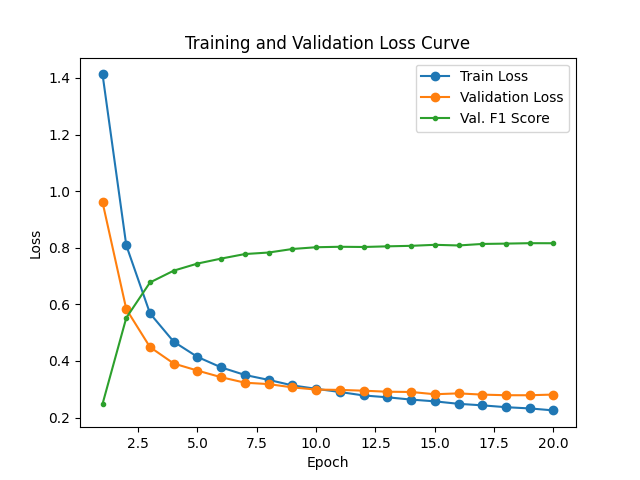 Training and Validation Loss Curve
Train Loss
Validation Loss
Val. F1 Score
Loss
1.4
1.2
1.0
0.8
0.6
0.4
0.2
2.5 5.0 7.5 10.0 12.5 15.0 17.5 20.0
Epoch